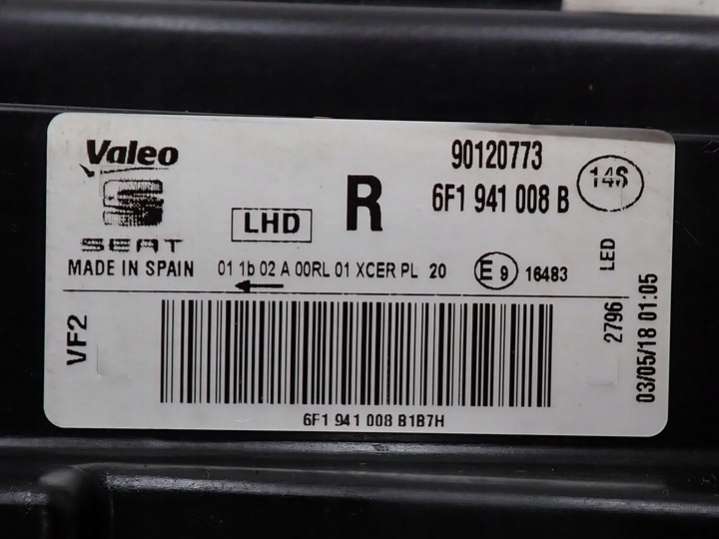 Valeo
SEAT
MADE IN SPAIN
LHD
R
90120773
6F1 941 008 B
14S
01 1b 02 A 00RL 01 XCER PL 20
E 9 16483
LED
VF2
2796
03/05/18 01:05
6F1 941 008 B1B7H